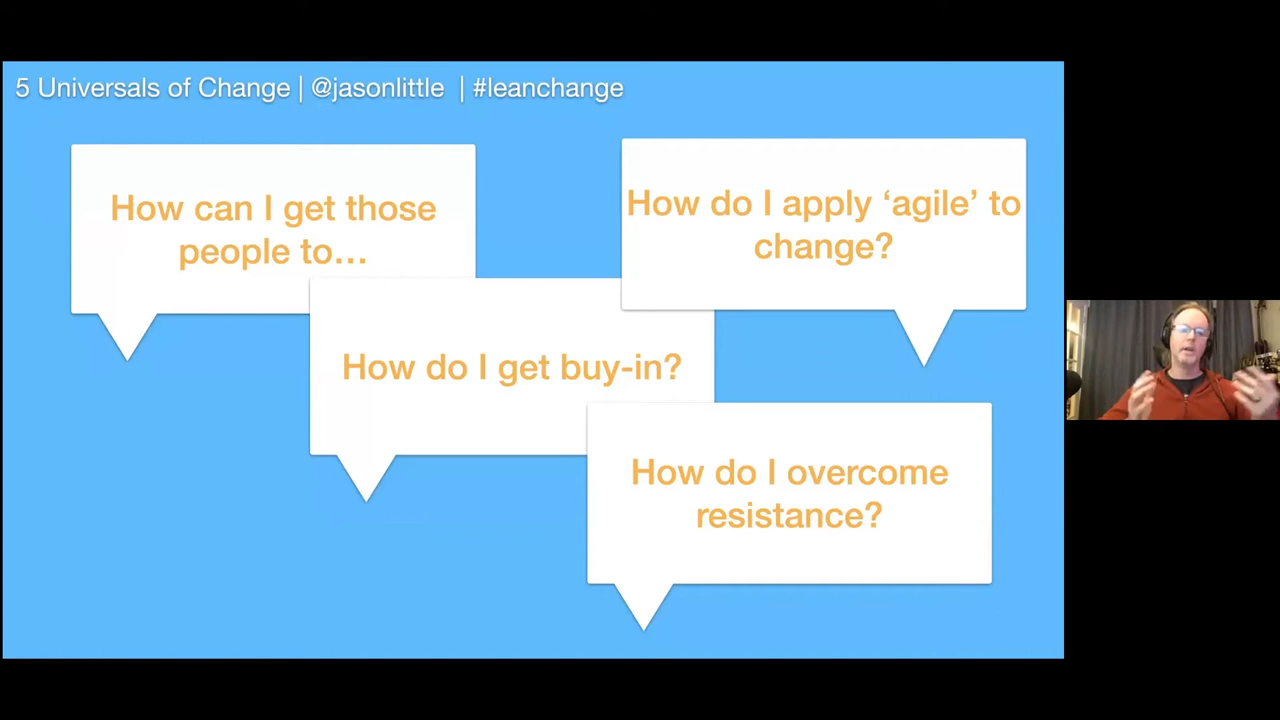 5 Universals of Change | @jasonlittle | #leanchange
How can I get those
people to…
How do I apply ‘agile’ to
change?
How do I get buy-in?
How do I overcome
resistance?